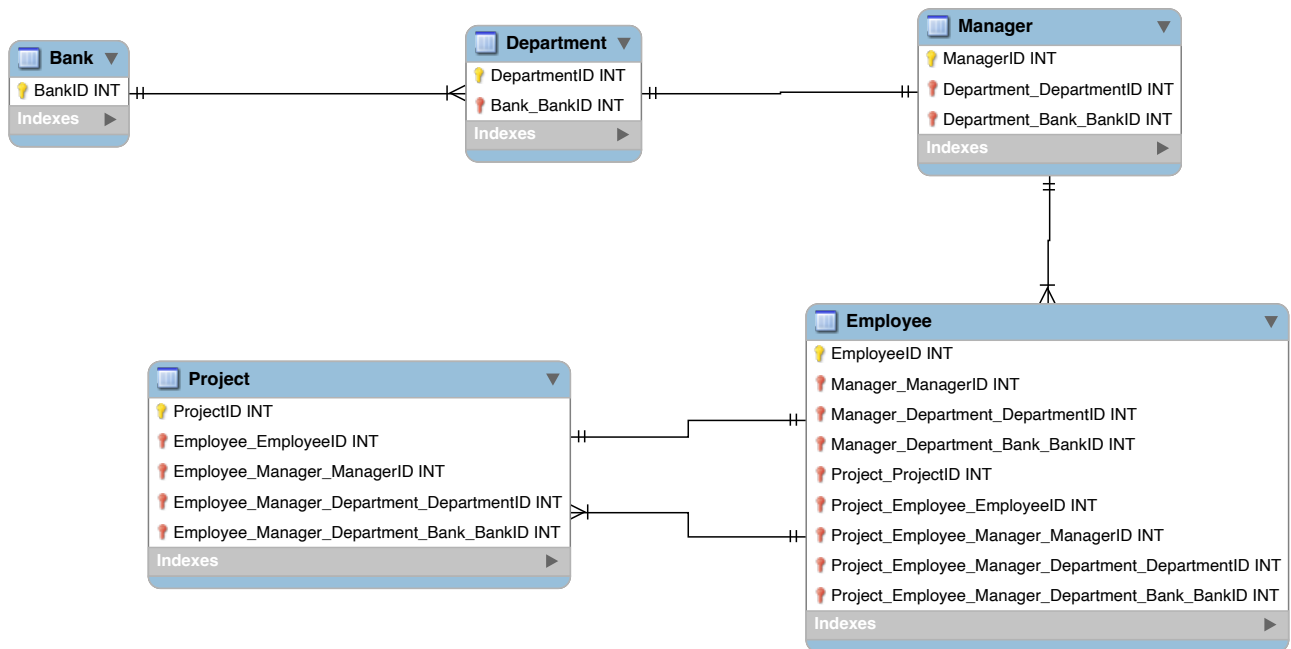 Bank
BankID INT
Indexes
Department
DepartmentID INT
Bank_BankID INT
Indexes
Manager
ManagerID INT
Department_DepartmentID INT
Department_Bank_BankID INT
Indexes
Project
ProjectID INT
Employee_EmployeeID INT
Employee_Manager_ManagerID INT
Employee_Manager_Department_DepartmentID INT
Employee_Manager_Department_Bank_BankID INT
Indexes
Employee
EmployeeID INT
Manager_ManagerID INT
Manager_Department_DepartmentID INT
Manager_Department_Bank_BankID INT
Project_ProjectID INT
Project_Employee_EmployeeID INT
Project_Employee_Manager_ManagerID INT
Project_Employee_Manager_Department_DepartmentID INT
Project_Employee_Manager_Department_Bank_BankID INT
Indexes